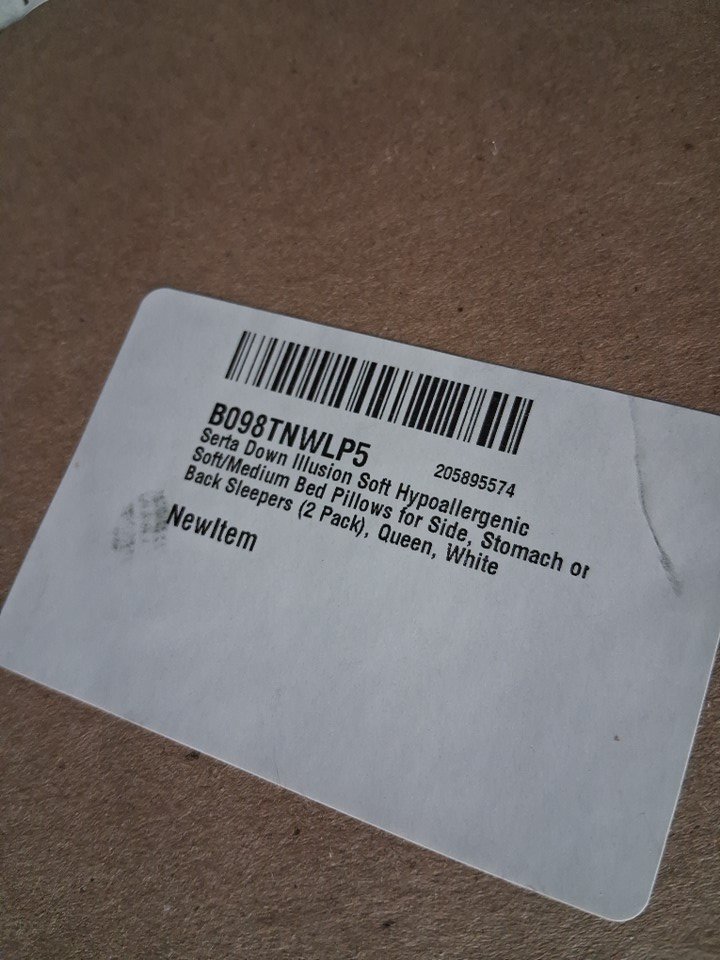 B098TNWLP5
205895574
Serta Down Illusion Soft Hypoallergenic
Soft/Medium Bed Pillows for Side, Stomach or
Back Sleepers (2 Pack), Queen, White
NewItem